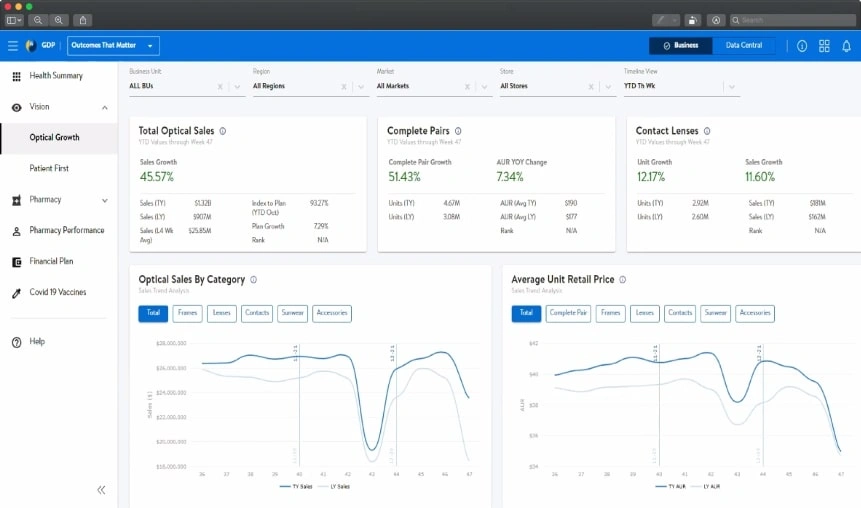 Search
GDP
Outcomes That Matter
Business
Data Central
Health Summary
Vision
Optical Growth
Patient First
Pharmacy
Pharmacy Performance
Financial Plan
Covid 19 Vaccines
Help
Business Unit
ALL BUs
Region
All Regions
Market
All Markets
Store
All Stores
Timeline View
YTD Th Wk
Total Optical Sales
YTD Values through Week 47
Sales Growth
45.57%
Sales (TY) $1.32B
Sales (LY) $907M
Sales (L4 Wk Avg) $25.85M
Index to Plan (YTD Out) 93.27%
Plan Growth 7.29%
Rank N/A
Complete Pairs
YTD Values through Week 47
Complete Pair Growth
51.43%
AUR YOY Change
7.34%
Units (TY) 4.67M
Units (LY) 3.08M
AUR (Avg TY) $190
AUR (Avg LY) $177
Rank N/A
Contact Lenses
YTD Values through Week 47
Unit Growth
12.17%
Sales Growth
11.60%
Units (TY) 2.92M
Units (LY) 2.60M
Sales (TY) $181M
Sales (LY) $162M
Rank N/A
Optical Sales By Category
Sales Trend Analysis
Total Frames Lenses Contacts Sunwear Accessories
Sales ($)
$28,000,000
$26,000,000
$24,000,000
$22,000,000
$20,000,000
$18,000,000
36 37 38 39 40 41 42 43 44 45 46 47
TY Sales LY Sales
Average Unit Retail Price
Sales Trend Analysis
Total Complete Pair Frames Lenses Contacts Sunwear Accessories
AUR
$42
$40
$38
$36
$34
36 37 38 39 40 41 42 43 44 45 46 47
TY AUR LY AUR